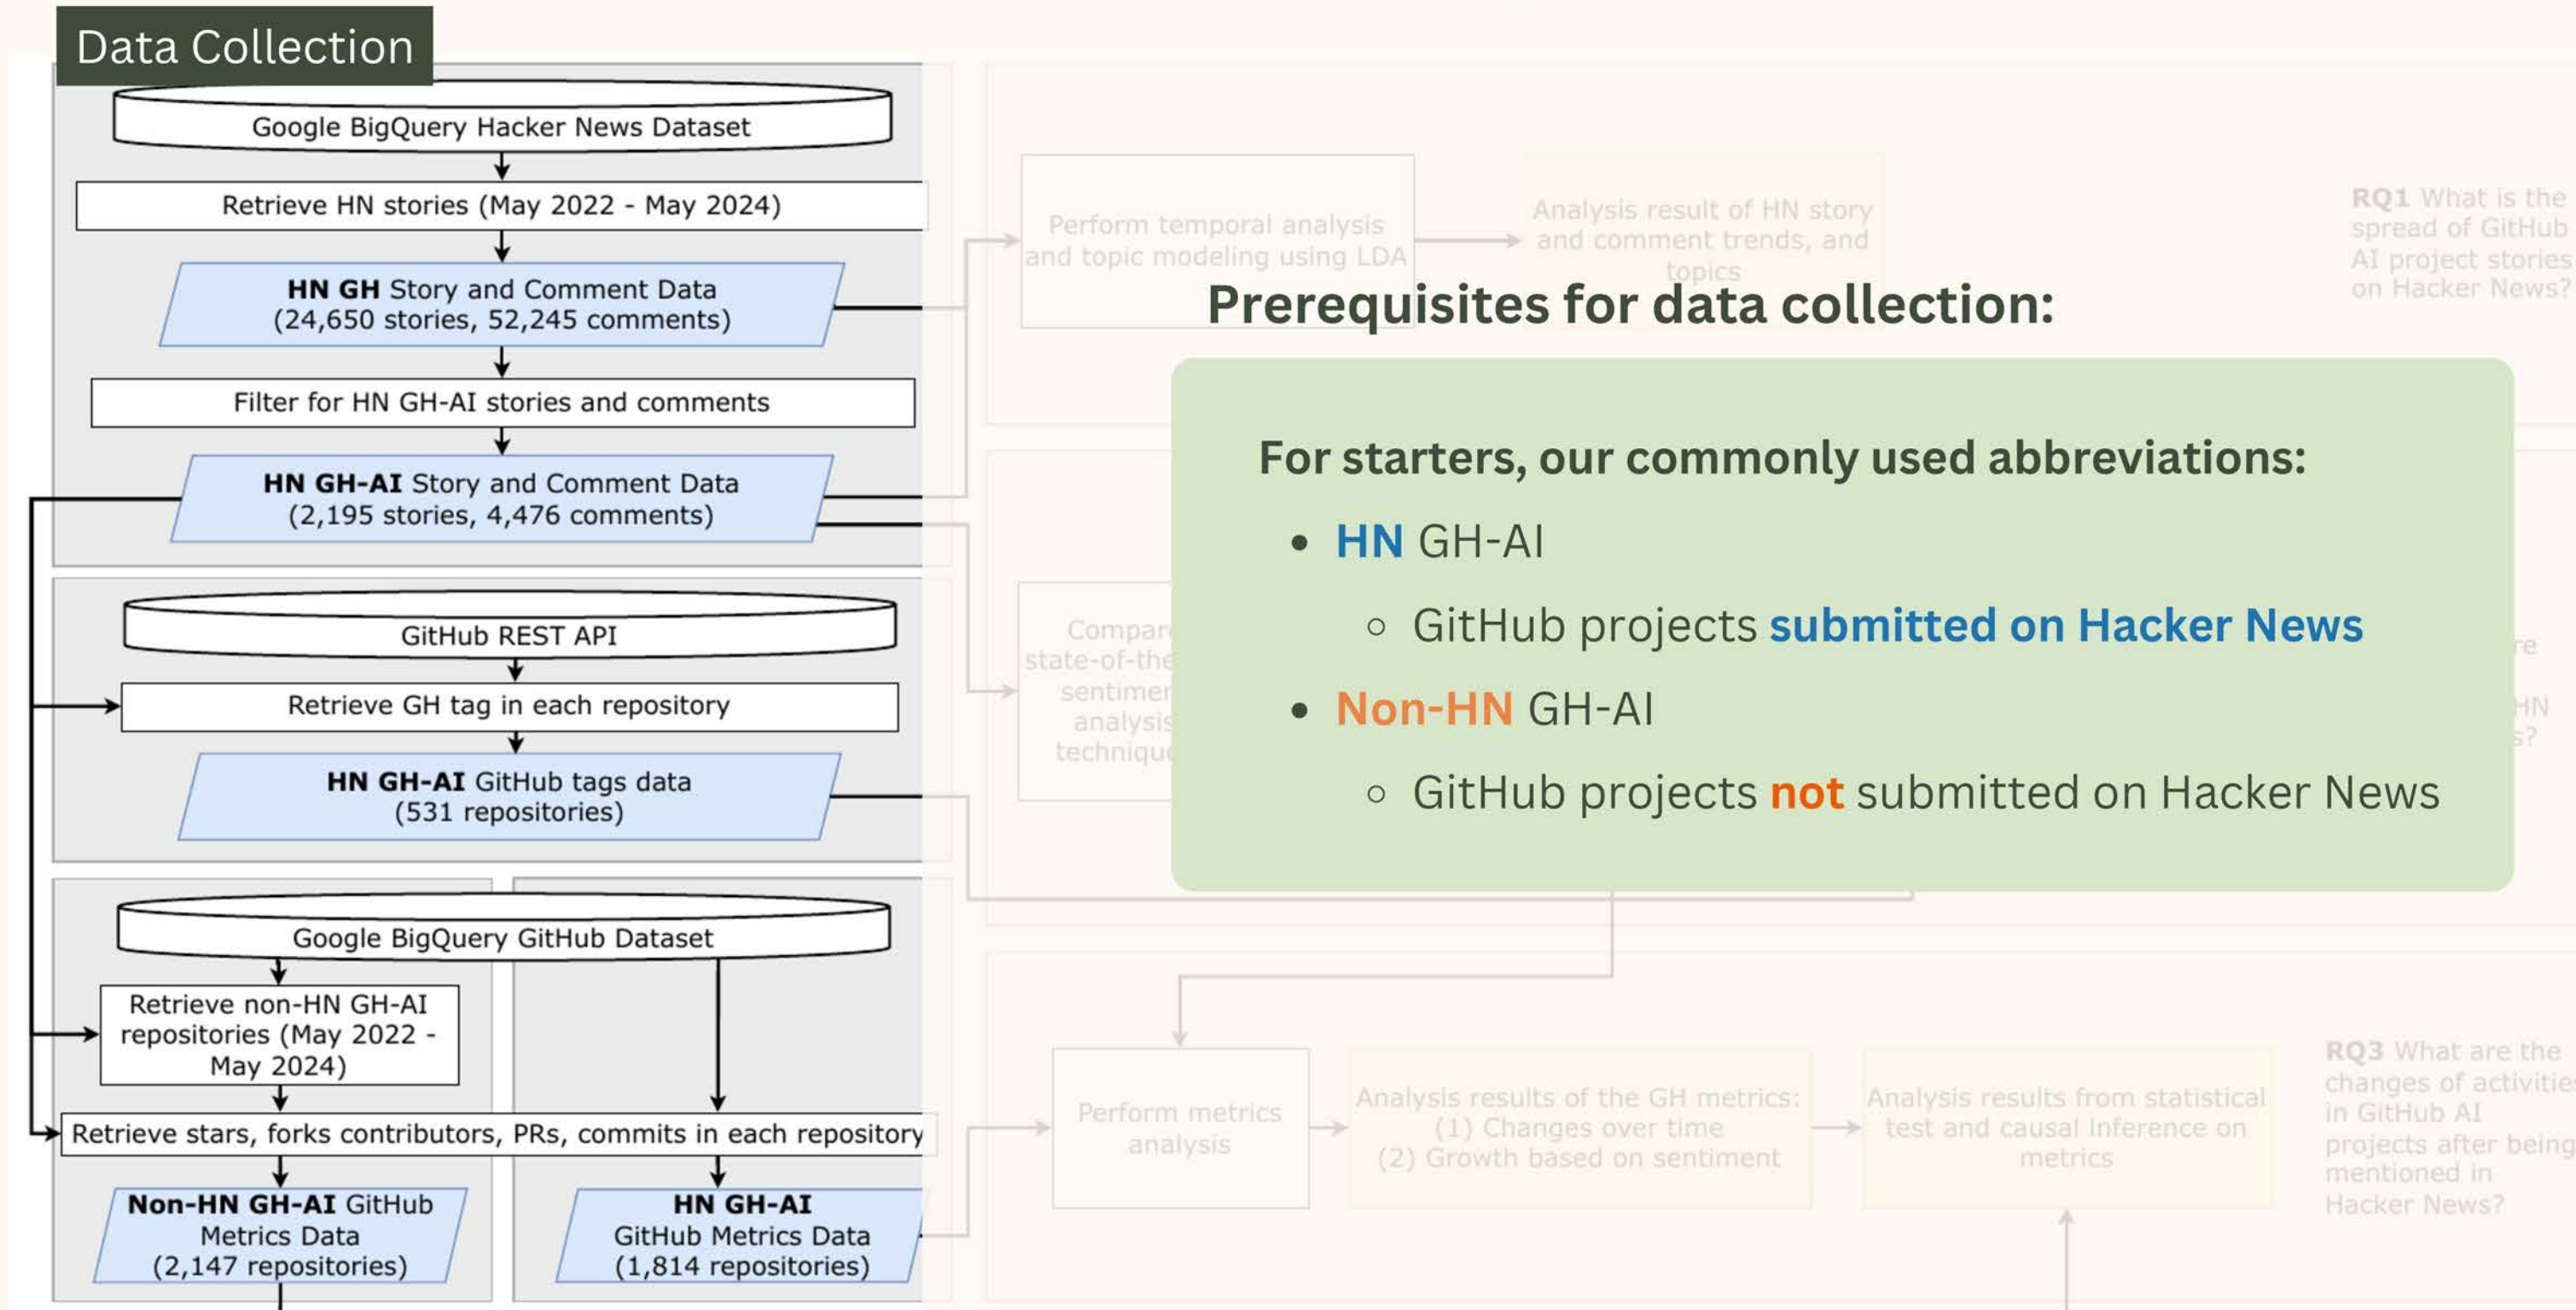 Data Collection
Google BigQuery Hacker News Dataset
Retrieve HN stories (May 2022 - May 2024)
HN GH Story and Comment Data
(24,650 stories, 52,245 comments)
Filter for HN GH-AI stories and comments
HN GH-AI Story and Comment Data
(2,195 stories, 4,476 comments)
GitHub REST API
Retrieve GH tag in each repository
HN GH-AI GitHub tags data
(531 repositories)
Google BigQuery GitHub Dataset
Retrieve non-HN GH-AI
repositories (May 2022 -
May 2024)
Retrieve stars, forks contributors, PRs, commits in each repository
Non-HN GH-AI GitHub
Metrics Data
(2,147 repositories)
HN GH-AI
GitHub Metrics Data
(1,814 repositories)
Perform temporal analysis
and topic modeling using LDA
Analysis result of HN story
and comment trends, and
topics
RQ1 What is the
spread of GitHub
AI project stories
on Hacker News?
Prerequisites for data collection:
For starters, our commonly used abbreviations:
• HN GH-AI
○ GitHub projects submitted on Hacker News
• Non-HN GH-AI
○ GitHub projects not submitted on Hacker News
state-of-the
analysis
HN
Perform metrics
analysis
Analysis results of the GH metrics:
(1) Changes over time
(2) Growth based on sentiment
Analysis results from statistical
test and causal inference on
metrics
RQ3 What are the
changes of activities
in GitHub AI
projects after being
mentioned in
Hacker News?